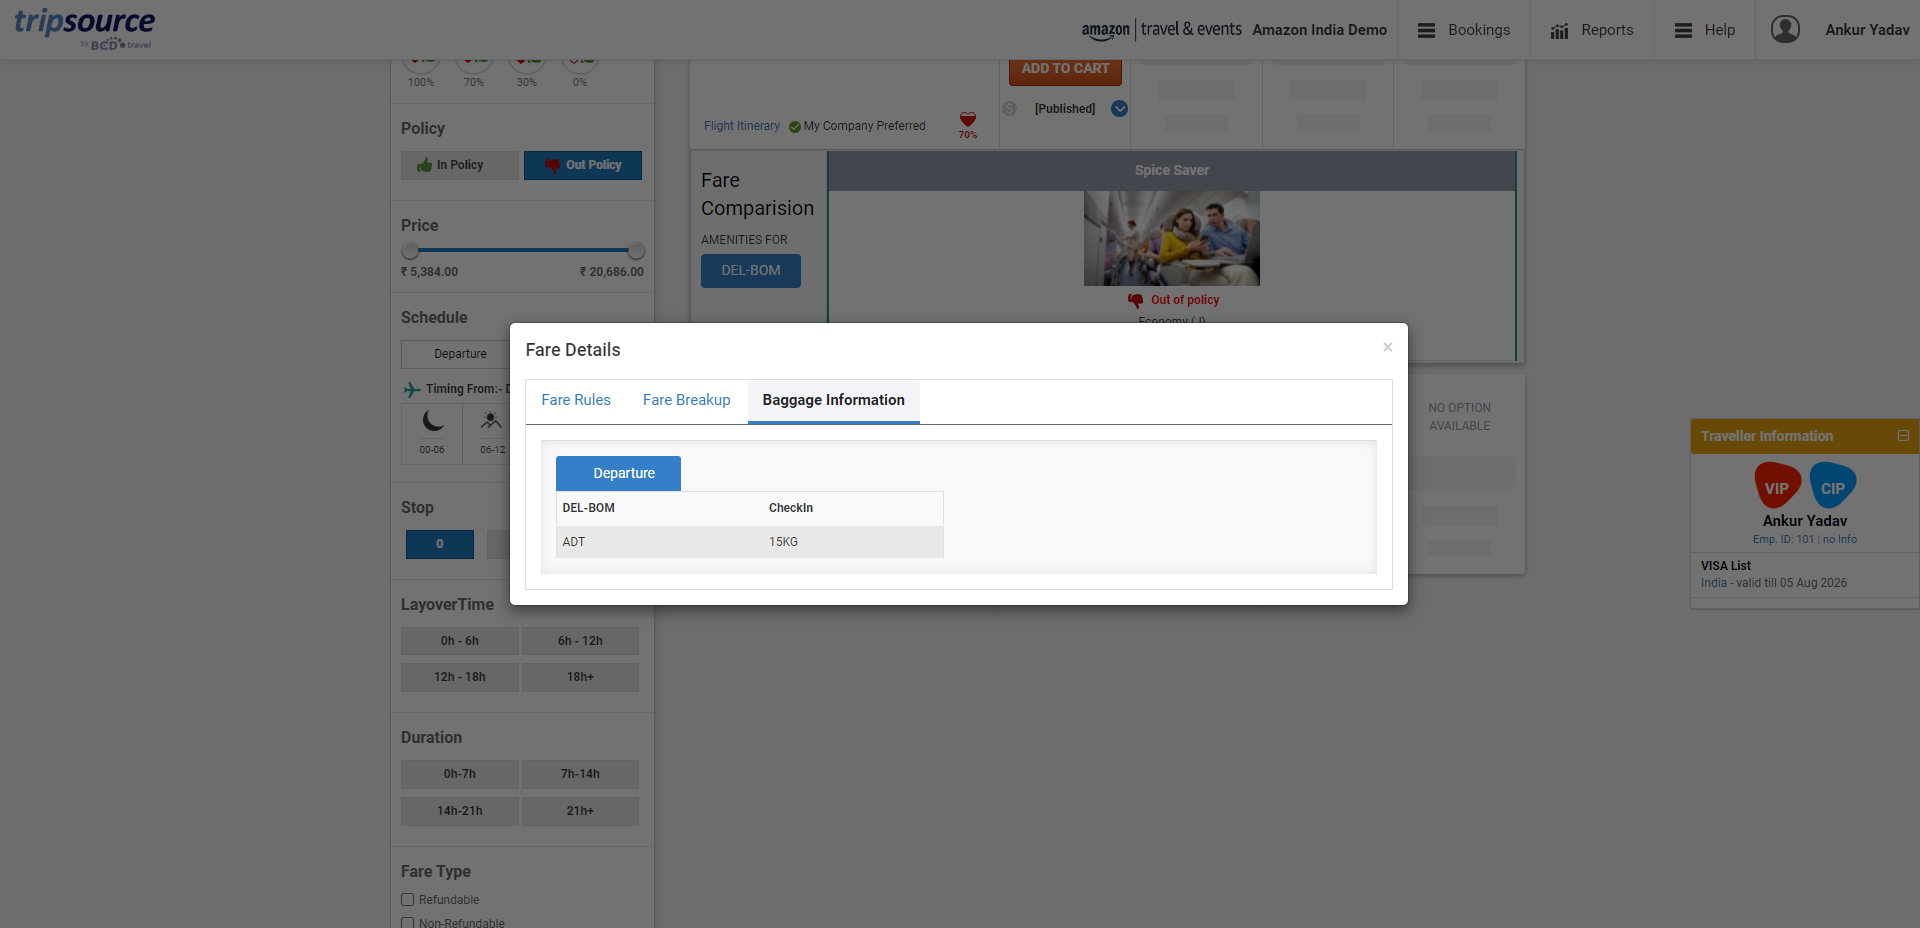 tripsource
by BCD travel
amazon travel & events Amazon India Demo
Bookings
Reports
Help
Ankur Yadav
100% 70% 30% 0%
Policy
In Policy Out Policy
Price
₹ 5,384.00 ₹ 20,686.00
Schedule
Departure
Timing From:- D
00-06 06-12
Stop
0
LayoverTime
0h - 6h 6h - 12h
12h - 18h 18h+
Duration
0h-7h 7h-14h
14h-21h 21h+
Fare Type
Refundable
Non-Refundable
ADD TO CART
[Published]
Flight Itinerary My Company Preferred
70%
Fare
Comparision
AMENITIES FOR
DEL-BOM
Spice Saver
Out of policy
Economy ( J)
NO OPTION
AVAILABLE
Fare Details ×
Fare Rules Fare Breakup Baggage Information
Departure
DEL-BOM CheckIn
ADT 15KG
Traveller Information
VIP CIP
Ankur Yadav
Emp. ID: 101 | no Info
VISA List
India - valid till 05 Aug 2026